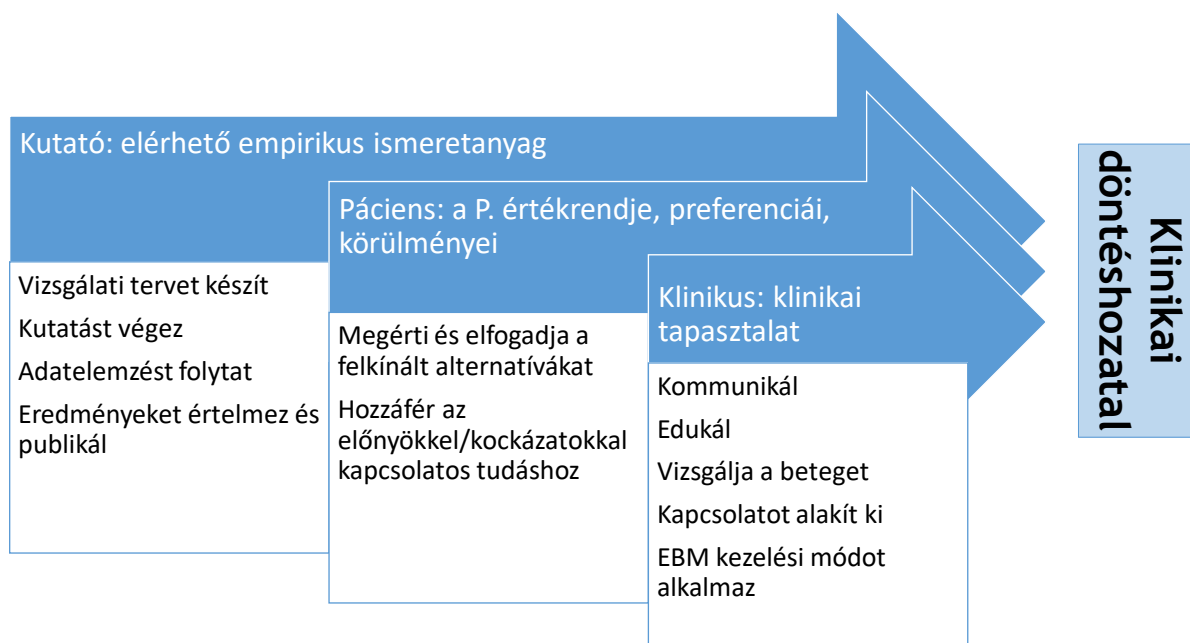 Kutató: elérhető empirikus ismeretanyag
Vizsgálati tervet készít
Kutatást végez
Adatelemzést folytat
Eredményeket értelmez és
publikál
Páciens: a P. értékrendje, preferenciái,
körülményei
Megérti és elfogadja a
felkínált alternatívákat
Hozzáfér az
előnyökkel/kockázatokkal
kapcsolatos tudáshoz
Klinikus: klinikai
tapasztalat
Kommunikál
Edukál
Vizsgálja a beteget
Kapcsolatot alakít ki
EBM kezelési módot
alkalmaz
Klinikai
döntéshozatal